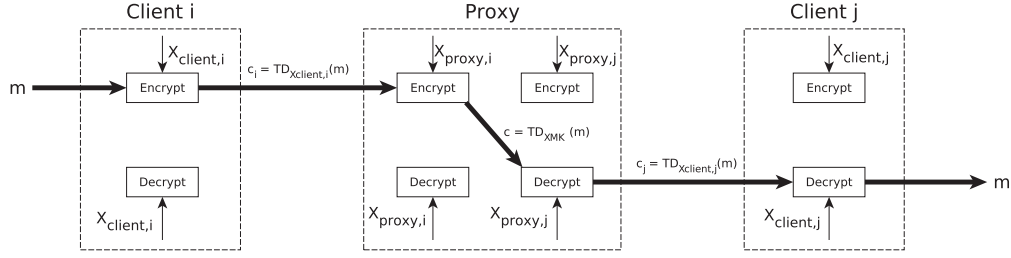 Client i
Proxy
Client j
X_client,i
X_proxy,i
X_proxy,j
X_client,j
m
Encrypt
c_i = TD_Xclient,i(m)
Encrypt
Encrypt
Encrypt
c = TD_XMK (m)
Decrypt
Decrypt
Decrypt
c_j = TD_Xclient,j(m)
Decrypt
m
X_client,i
X_proxy,i
X_proxy,j
X_client,j